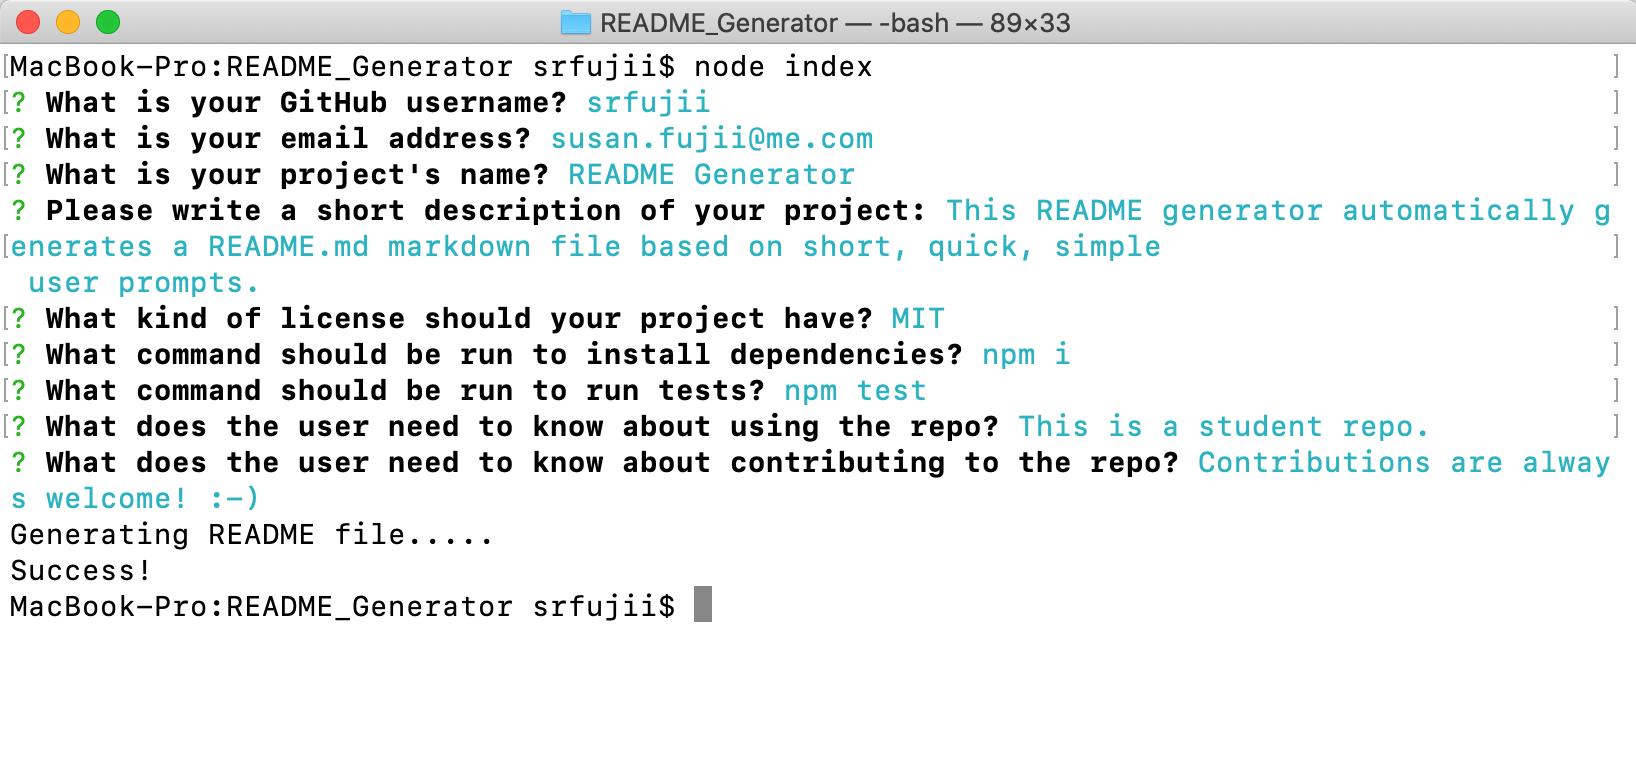 README_Generator — -bash — 89×33
[MacBook-Pro:README_Generator srfujii$ node index ]
[? What is your GitHub username? srfujii ]
[? What is your email address? susan.fujii@me.com ]
[? What is your project's name? README Generator ]
? Please write a short description of your project: This README generator automatically g
[enerates a README.md markdown file based on short, quick, simple ]
user prompts.
[? What kind of license should your project have? MIT ]
[? What command should be run to install dependencies? npm i ]
[? What command should be run to run tests? npm test ]
[? What does the user need to know about using the repo? This is a student repo. ]
? What does the user need to know about contributing to the repo? Contributions are alway
s welcome! :-)
Generating README file.....
Success!
MacBook-Pro:README_Generator srfujii$